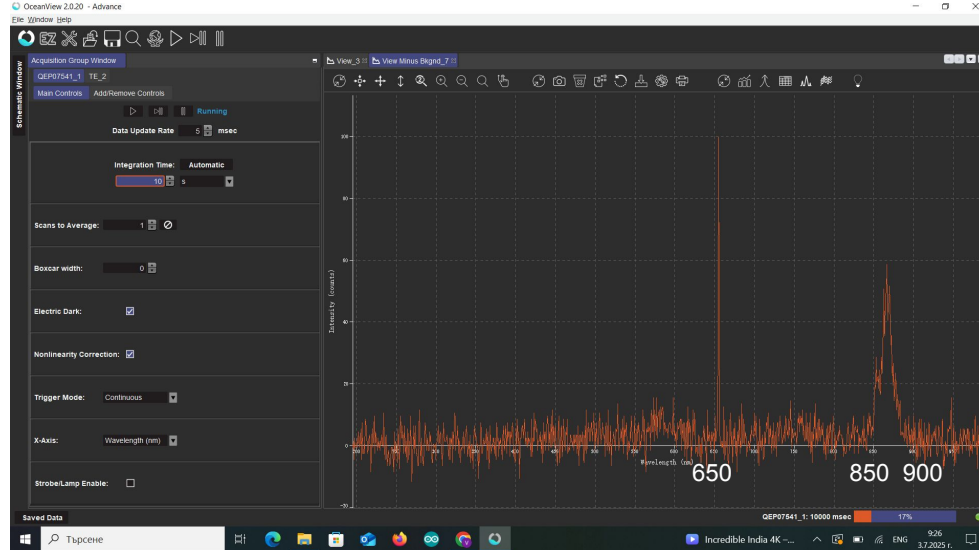 OceanView 2.0.20 - Advance
File Window Help
EZ
Schematic Window
Acquisition Group Window
QEP07541_1 TE_2
Main Controls Add/Remove Controls
Running
Data Update Rate 5 msec
Integration Time: Automatic
10 s
Scans to Average: 1
Boxcar width: 0
Electric Dark:
Nonlinearity Correction:
Trigger Mode: Continuous
X-Axis: Wavelength (nm)
Strobe/Lamp Enable:
View_3 View Minus Bkgnd_7
Intensity (counts)
100
80
60
40
20
0
-20
Wavelength (nm)
650 850 900
Saved Data
QEP07541_1: 10000 msec 17%
Търсене
Incredible India 4K –...
ENG
9:26
3.7.2025 г.